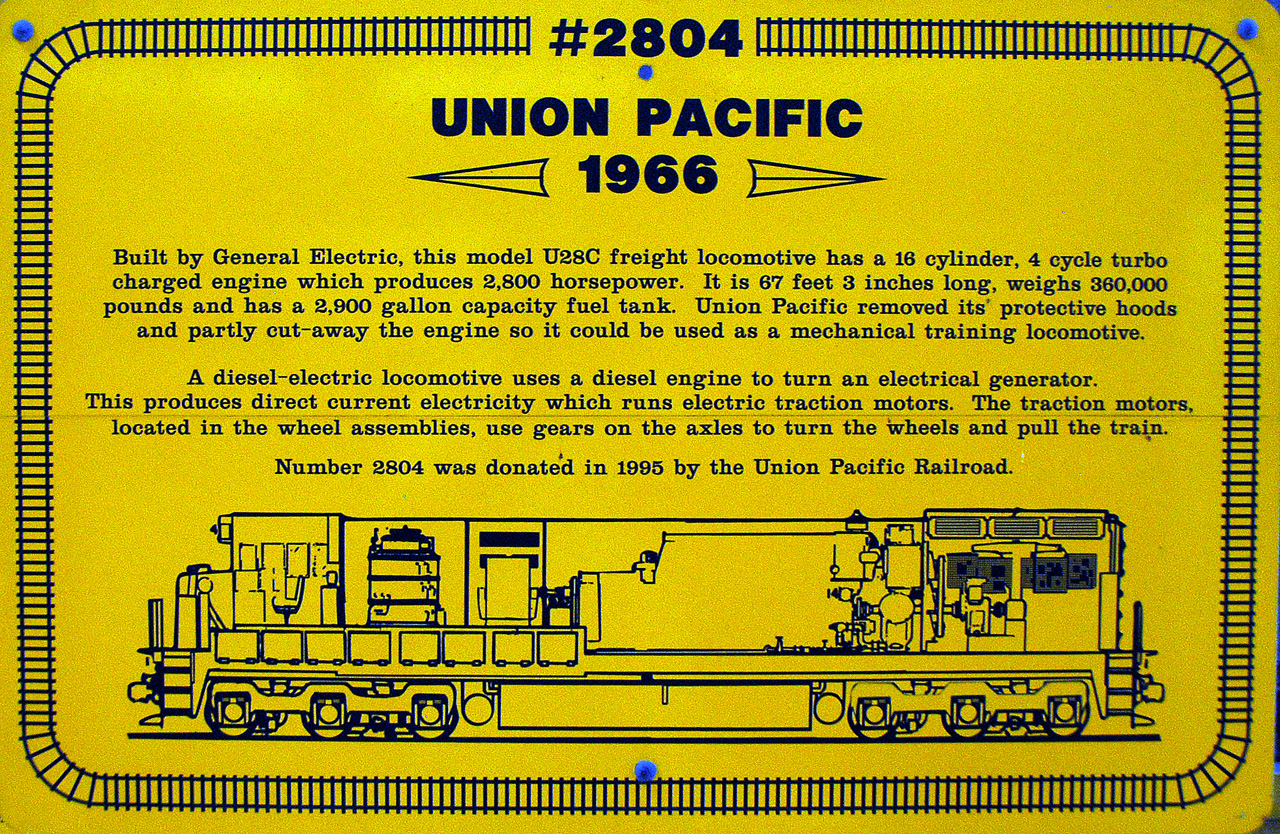 #2804
UNION PACIFIC
1966
Built by General Electric, this model U28C freight locomotive has a 16 cylinder, 4 cycle turbo
charged engine which produces 2,800 horsepower. It is 67 feet 3 inches long, weighs 360,000
pounds and has a 2,900 gallon capacity fuel tank. Union Pacific removed its' protective hoods
and partly cut-away the engine so it could be used as a mechanical training locomotive.
A diesel-electric locomotive uses a diesel engine to turn an electrical generator.
This produces direct current electricity which runs electric traction motors. The traction motors,
located in the wheel assemblies, use gears on the axles to turn the wheels and pull the train.
Number 2804 was donated in 1995 by the Union Pacific Railroad.